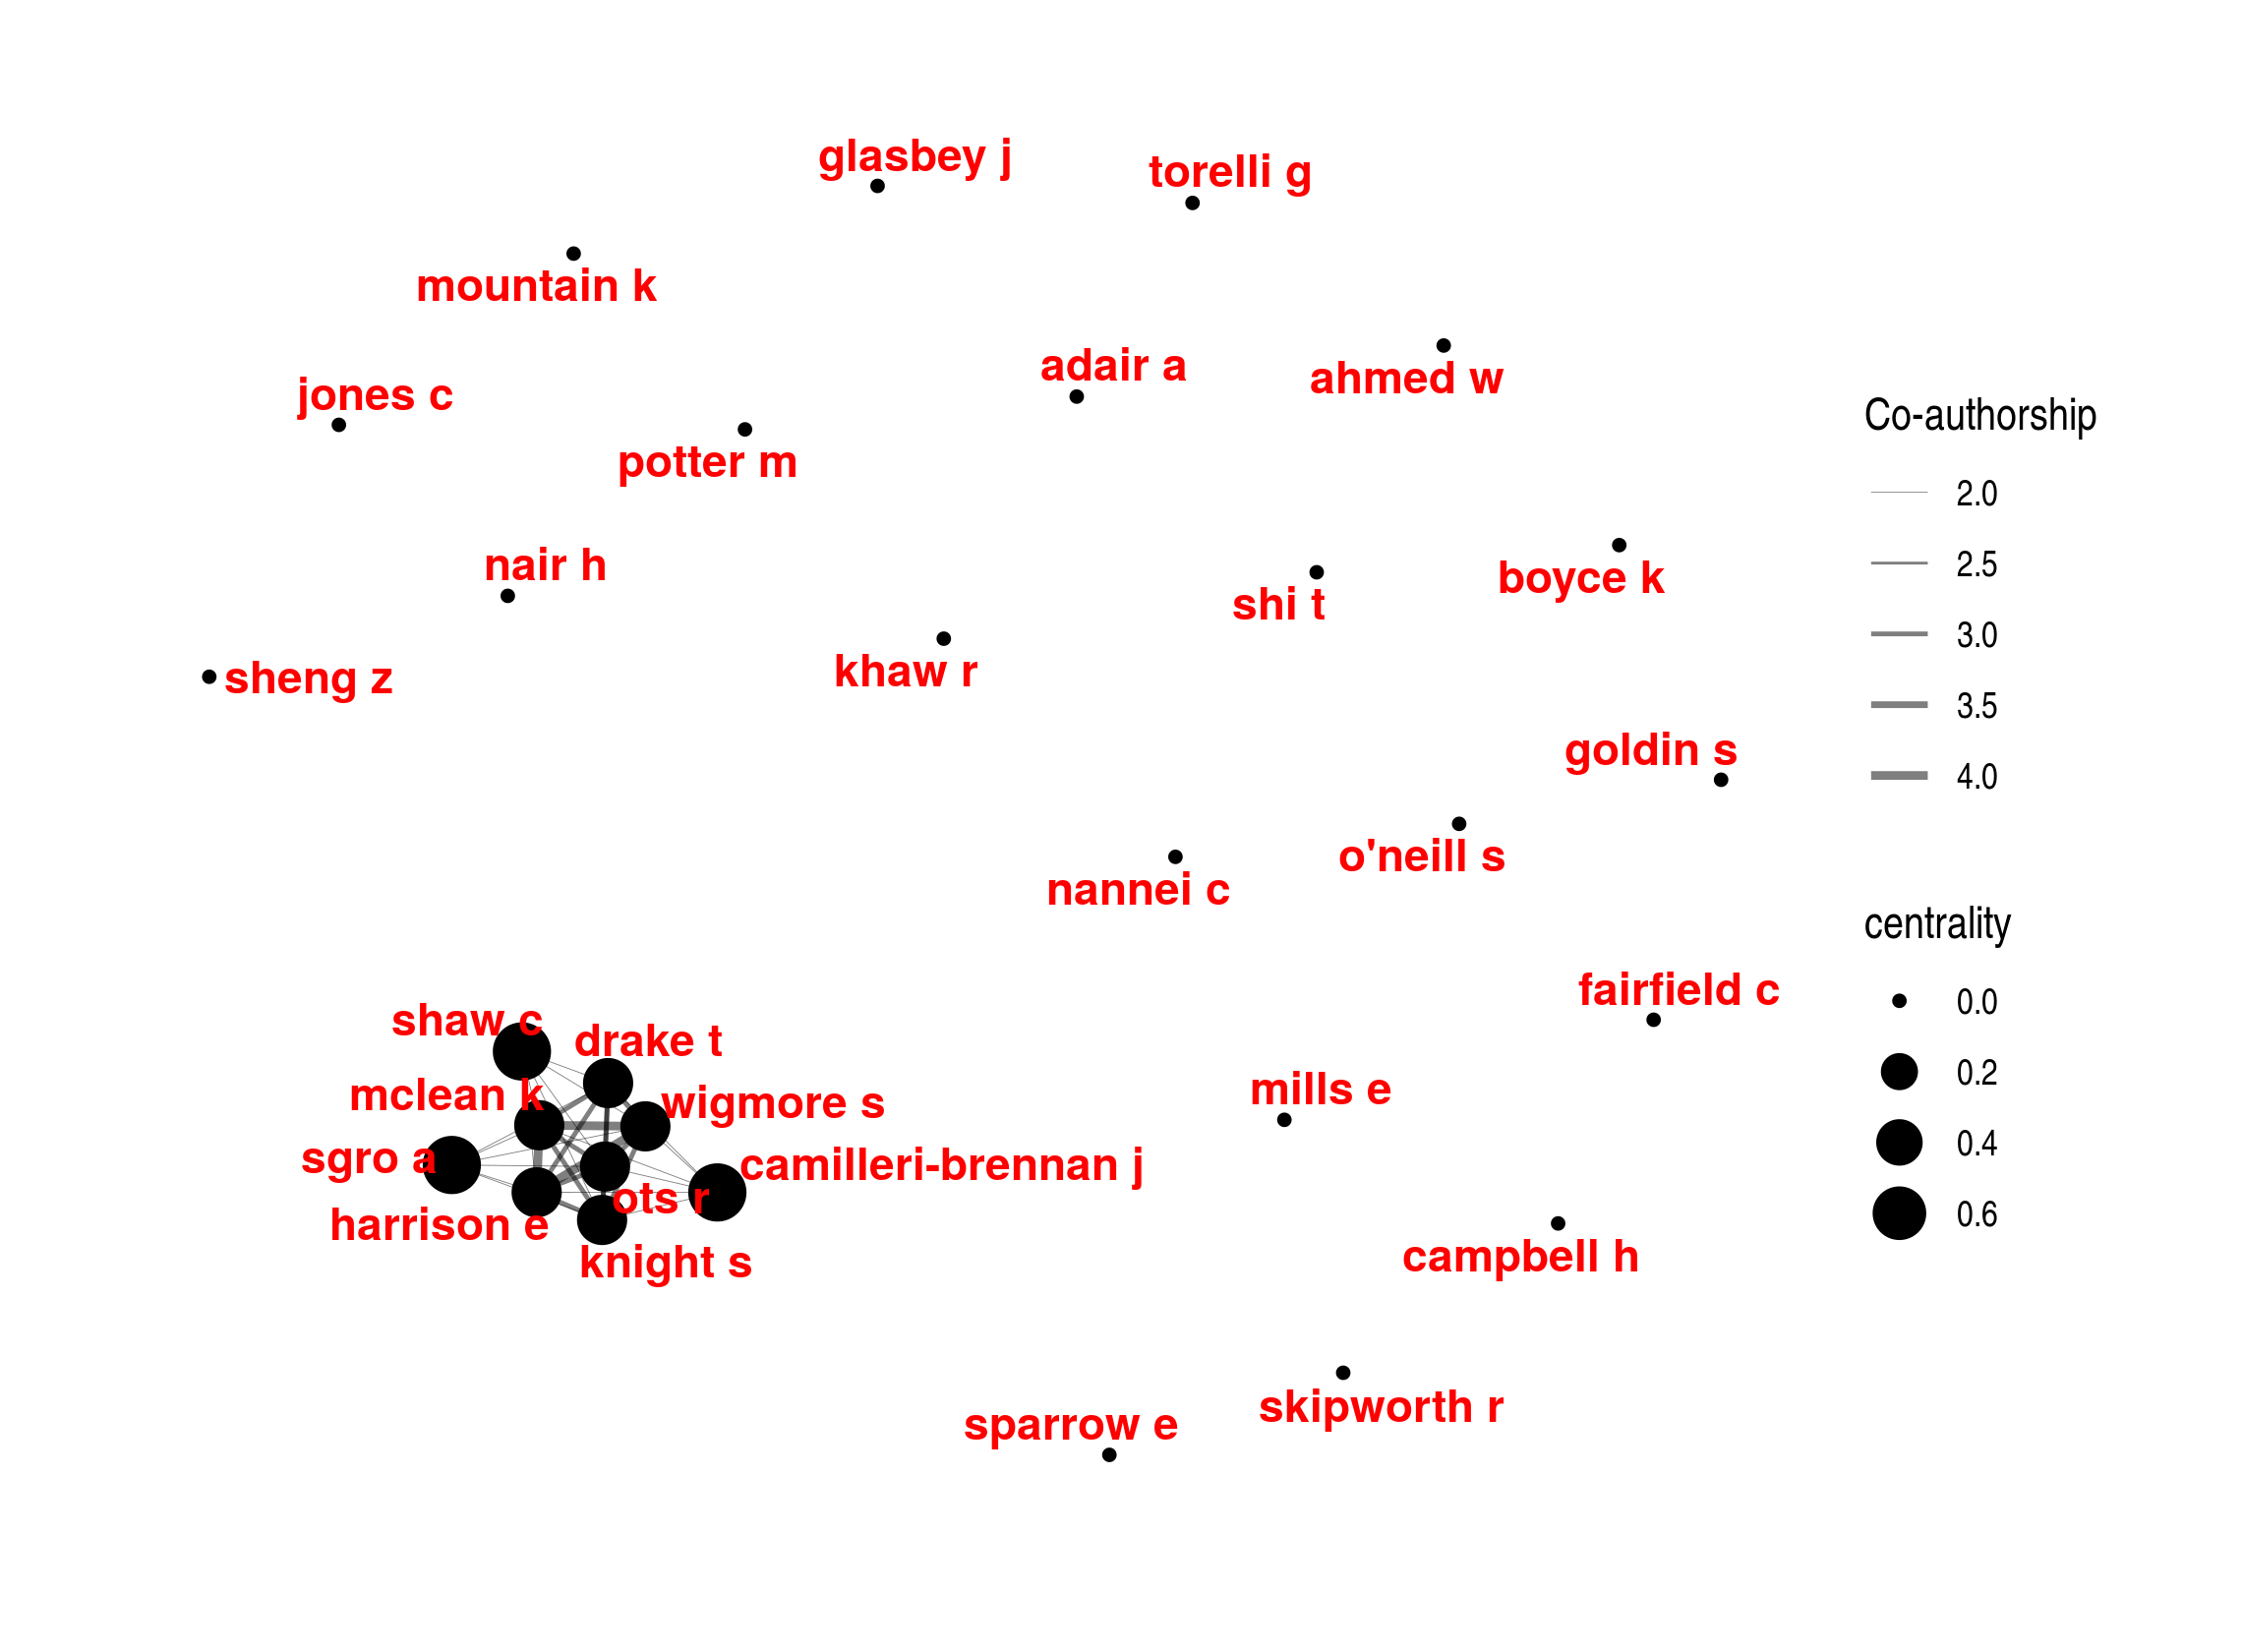 glasbey j
torelli g
mountain k
adair a
ahmed w
jones c
potter m
nair h
shi t
boyce k
khaw r
sheng z
goldin s
o'neill s
nannei c
fairfield c
shaw c
drake t
mclean k
wigmore s
mills e
sgro a
camilleri-brennan j
ots r
harrison e
knight s
campbell h
skipworth r
sparrow e
Co-authorship
2.0
2.5
3.0
3.5
4.0
centrality
0.0
0.2
0.4
0.6